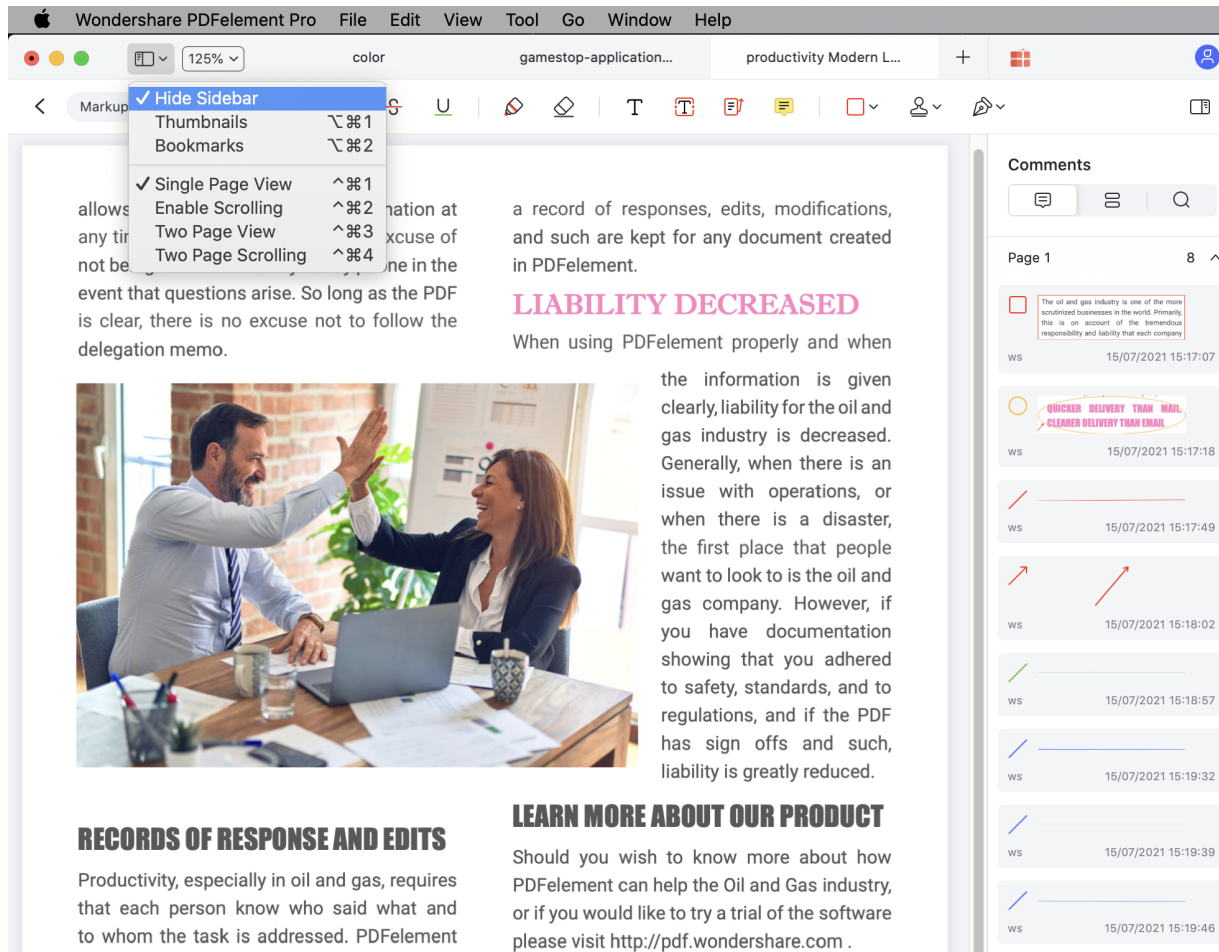 Wondershare PDFelement Pro File Edit View Tool Go Window Help
125% color gamestop-application... productivity Modern L...
Markup
Hide Sidebar
Thumbnails ⌥⌘1
Bookmarks ⌥⌘2
Single Page View ^⌘1
Enable Scrolling ^⌘2
Two Page View ^⌘3
Two Page Scrolling ^⌘4
allows
nation at
any
xcuse of
not
one in the
event that questions arise. So long as the PDF
is clear, there is no excuse not to follow the
delegation memo.
RECORDS OF RESPONSE AND EDITS
Productivity, especially in oil and gas, requires
that each person know who said what and
to whom the task is addressed. PDFelement
a record of responses, edits, modifications,
and such are kept for any document created
in PDFelement.
LIABILITY DECREASED
When using PDFelement properly and when
the information is given
clearly, liability for the oil and
gas industry is decreased.
Generally, when there is an
issue with operations, or
when there is a disaster,
the first place that people
want to look to is the oil and
gas company. However, if
you have documentation
showing that you adhered
to safety, standards, and to
regulations, and if the PDF
has sign offs and such,
liability is greatly reduced.
LEARN MORE ABOUT OUR PRODUCT
Should you wish to know more about how
PDFelement can help the Oil and Gas industry,
or if you would like to try a trial of the software
please visit http://pdf.wondershare.com .
Comments
Page 1 8
The oil and gas industry is one of the more
scrutinized businesses in the world. Primarily,
this is on account of the tremendous
responsibility and liability that each company
ws 15/07/2021 15:17:07
QUICKER DELIVERY THAN MAIL,
CLEARER DELIVERY THAN EMAIL
ws 15/07/2021 15:17:18
ws 15/07/2021 15:17:49
ws 15/07/2021 15:18:02
ws 15/07/2021 15:18:57
ws 15/07/2021 15:19:32
ws 15/07/2021 15:19:39
ws 15/07/2021 15:19:46